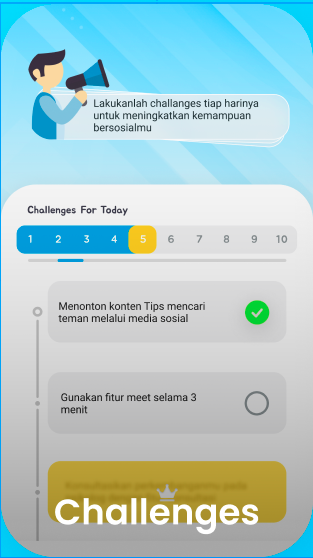 Lakukanlah challanges tiap harinya
untuk meningkatkan kemampuan
bersosialmu
Challenges For Today
1 2 3 4 5 6 7 8 9 10
Menonton konten Tips mencari
teman melalui media sosial
Gunakan fitur meet selama 3
menit
Challenges